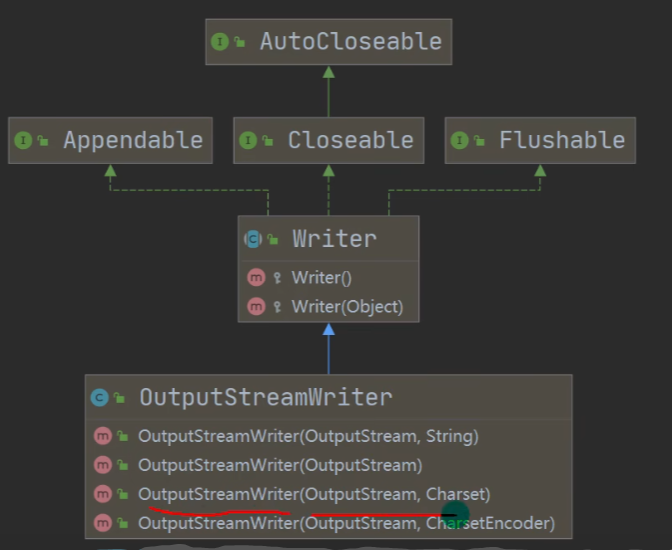 AutoCloseable
Appendable
Closeable
Flushable
Writer
Writer()
Writer(Object)
OutputStreamWriter
OutputStreamWriter(OutputStream, String)
OutputStreamWriter(OutputStream)
OutputStreamWriter(OutputStream, Charset)
OutputStreamWriter(OutputStream, CharsetEncoder)